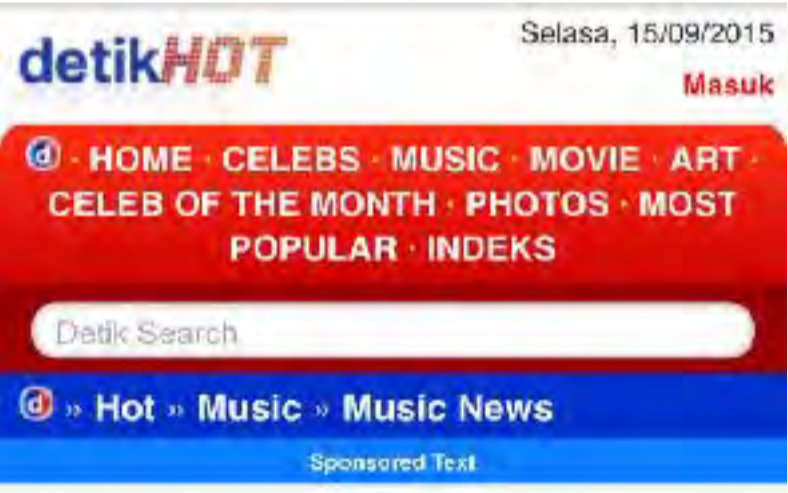 detikHOT
Selasa, 15/09/2015
Masuk
d · HOME · CELEBS · MUSIC · MOVIE · ART ·
CELEB OF THE MONTH · PHOTOS · MOST
POPULAR · INDEKS
Detik Search
d » Hot » Music » Music News
Sponsored Text